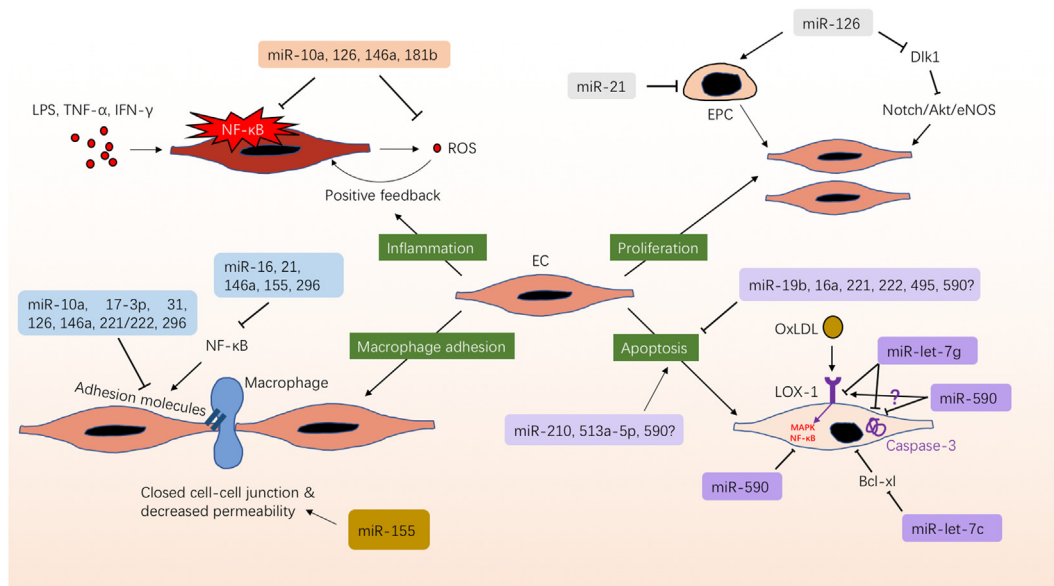 miR-126
miR-10a, 126, 146a, 181b
Dlk1
miR-21
LPS, TNF-α, IFN-γ
EPC
Notch/Akt/eNOS
NF-κB
ROS
Positive feedback
Inflammation
Proliferation
EC
miR-16, 21,
146a, 155, 296
miR-10a, 17-3p, 31,
126, 146a, 221/222, 296
miR-19b, 16a, 221, 222, 495, 590?
OxLDL
NF-κB
Macrophage adhesion
Apoptosis
miR-let-7g
Macrophage
Adhesion molecules
LOX-1
?
miR-590
miR-210, 513a-5p, 590?
MAPK
NF-κB
Caspase-3
miR-590
Bcl-xl
Closed cell-cell junction &
decreased permeability
miR-155
miR-let-7c